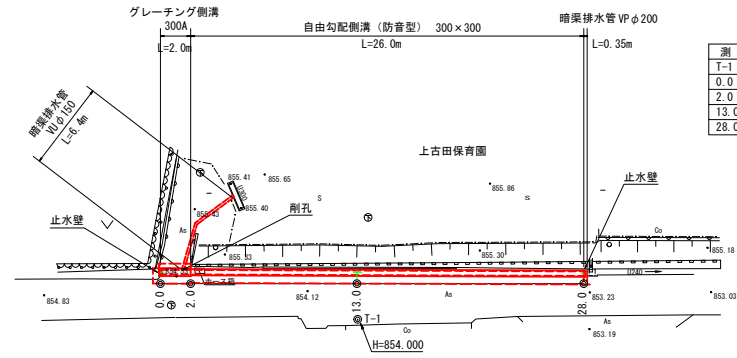 グレーチング側溝
300A
L=2.0m
自由勾配側溝（防音型） 300×300
L=26.0m
暗渠排水管 VPφ200
L=0.35m
測
T-1
0.0
2.0
13.0
28.0
暗渠排水管
VUφ150
L=6.4m
上古田保育園
855.41
855.65
U300
855.40
855.86
S
S
止水壁
As
855.43
削孔
止水壁
Co
855.33
855.30
855.18
U240
854.83
0.0
2.0
854.12
13.0
As
28.0
853.23
853.03
T-1
As
Co
853.19
H=854.000